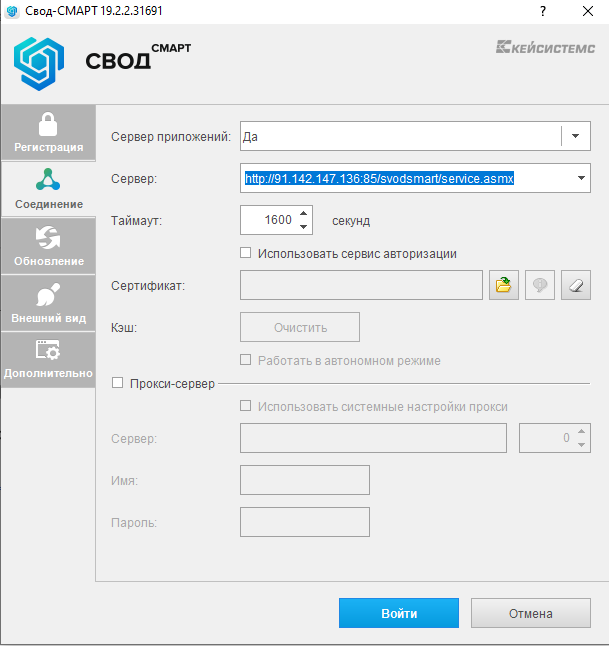 Свод-СМАРТ 19.2.2.31691
?
СВОД СМАРТ
КЕЙСИСТЕМС
Регистрация
Соединение
Обновление
Внешний вид
Дополнительно
Сервер приложений: Да
Сервер: http://91.142.147.136:85/svodsmart/service.asmx
Таймаут: 1600 секунд
Использовать сервис авторизации
Сертификат:
Кэш: Очистить
Работать в автономном режиме
Прокси-сервер
Использовать системные настройки прокси
Сервер: 0
Имя:
Пароль:
Войти Отмена